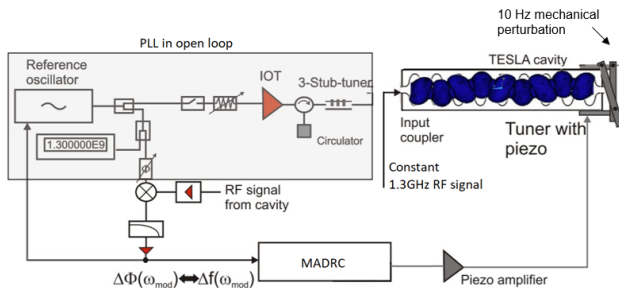 10 Hz mechanical
perturbation
PLL in open loop
Reference
oscillator
TESLA cavity
IOT
3-Stub-tuner
1.300000E9
Circulator
Input
coupler
Tuner with
piezo
Φ
Constant
1.3GHz RF signal
RF signal
from cavity
MADRC
ΔΦ(ωmod)⟷Δf(ωmod)
Piezo amplifier